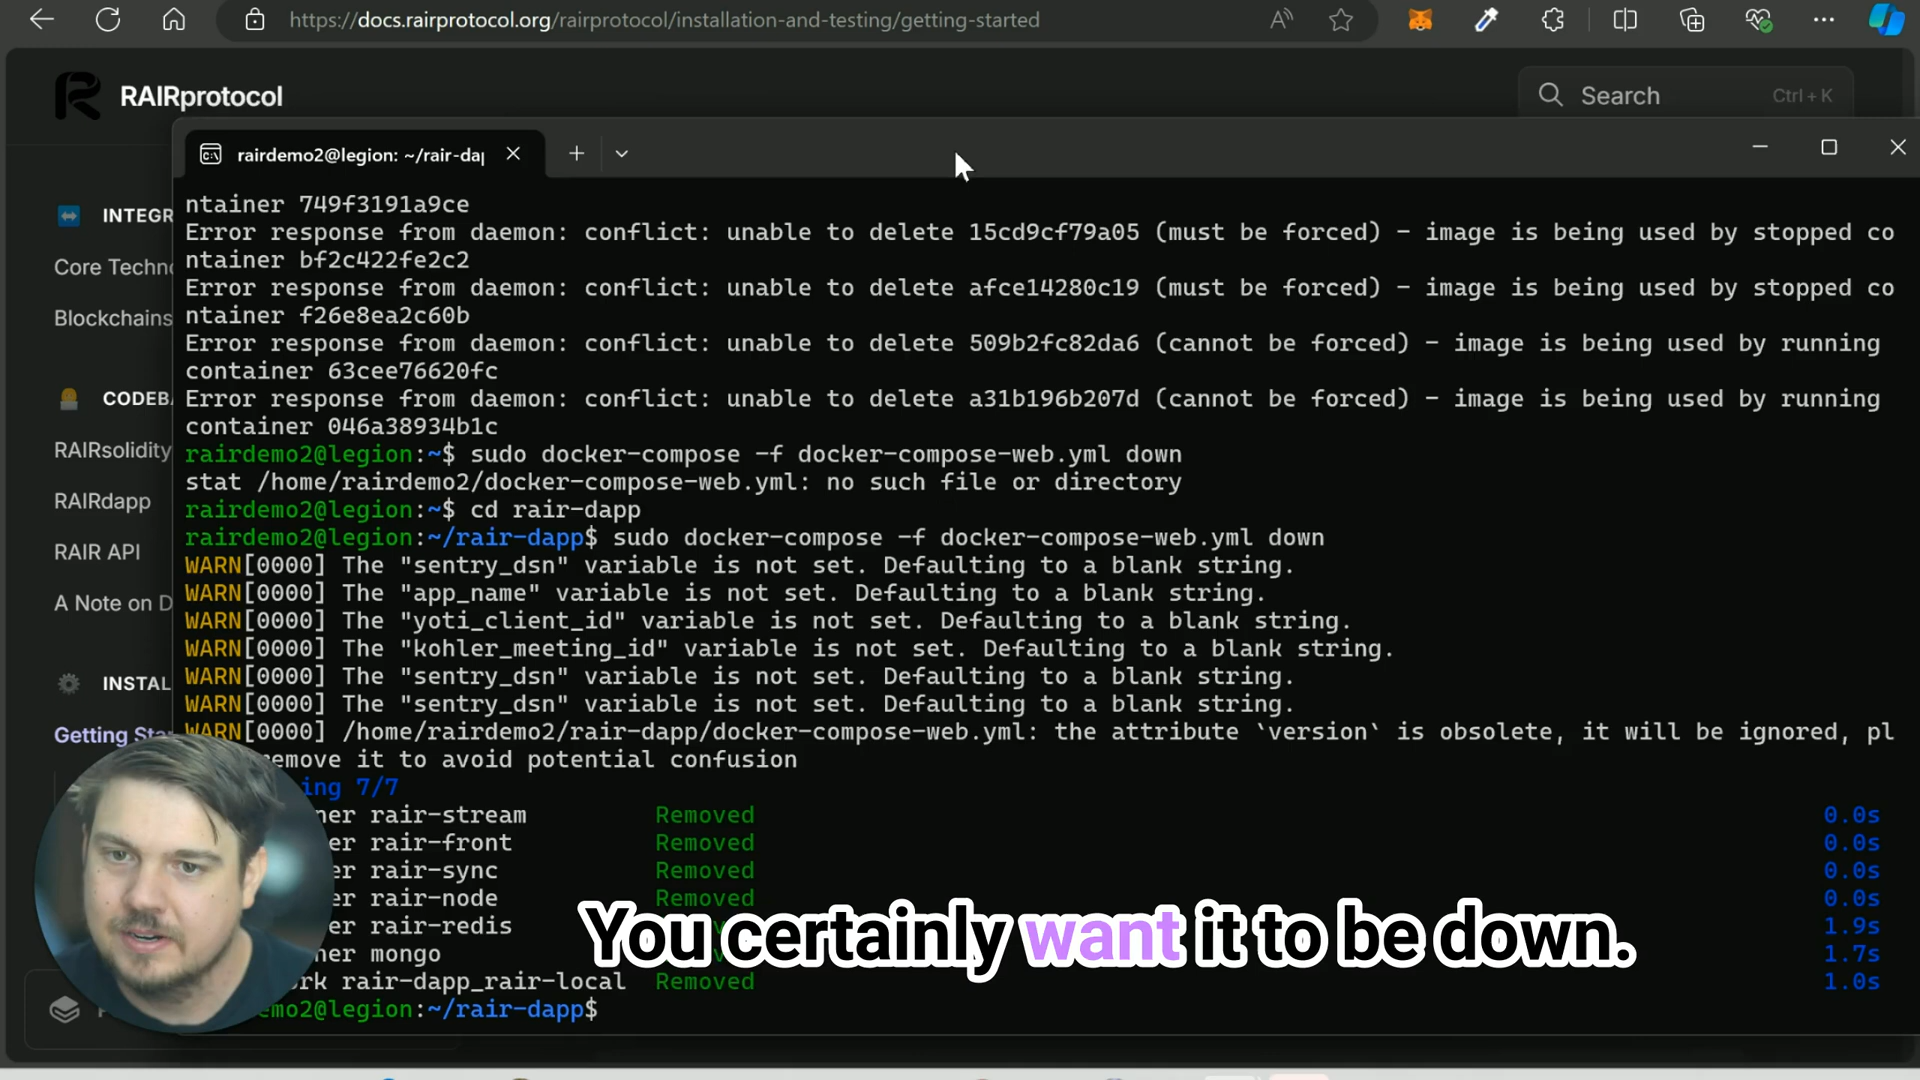 https://docs.rairprotocol.org/rairprotocol/installation-and-testing/getting-started
RAIRprotocol
Search
Ctrl + K
rairdemo2@legion: ~/rair-da
INTEGR
Core Techn
Blockchains
CODEBA
RAIRsolidity
RAIRdapp
RAIR API
A Note on D
INSTAL
Getting Sta
ntainer 749f3191a9ce
Error response from daemon: conflict: unable to delete 15cd9cf79a05 (must be forced) - image is being used by stopped co
ntainer bf2c422fe2c2
Error response from daemon: conflict: unable to delete afce14280c19 (must be forced) - image is being used by stopped co
ntainer f26e8ea2c60b
Error response from daemon: conflict: unable to delete 509b2fc82da6 (cannot be forced) - image is being used by running
container 63cee76620fc
Error response from daemon: conflict: unable to delete a31b196b207d (cannot be forced) - image is being used by running
container 046a38934b1c
rairdemo2@legion:~$ sudo docker-compose -f docker-compose-web.yml down
stat /home/rairdemo2/docker-compose-web.yml: no such file or directory
rairdemo2@legion:~$ cd rair-dapp
rairdemo2@legion:~/rair-dapp$ sudo docker-compose -f docker-compose-web.yml down
WARN[0000] The "sentry_dsn" variable is not set. Defaulting to a blank string.
WARN[0000] The "app_name" variable is not set. Defaulting to a blank string.
WARN[0000] The "yoti_client_id" variable is not set. Defaulting to a blank string.
WARN[0000] The "kohler_meeting_id" variable is not set. Defaulting to a blank string.
WARN[0000] The "sentry_dsn" variable is not set. Defaulting to a blank string.
WARN[0000] The "sentry_dsn" variable is not set. Defaulting to a blank string.
WARN[0000] /home/rairdemo2/rair-dapp/docker-compose-web.yml: the attribute `version` is obsolete, it will be ignored, pl
emove it to avoid potential confusion
ing 7/7
ner rair-stream Removed 0.0s
ner rair-front Removed 0.0s
er rair-sync Removed 0.0s
er rair-node Removed 0.0s
er rair-redis 1.9s
ner mongo 1.7s
rk rair-dapp_rair-local Removed 1.0s
emo2@legion:~/rair-dapp$
You certainly want it to be down.